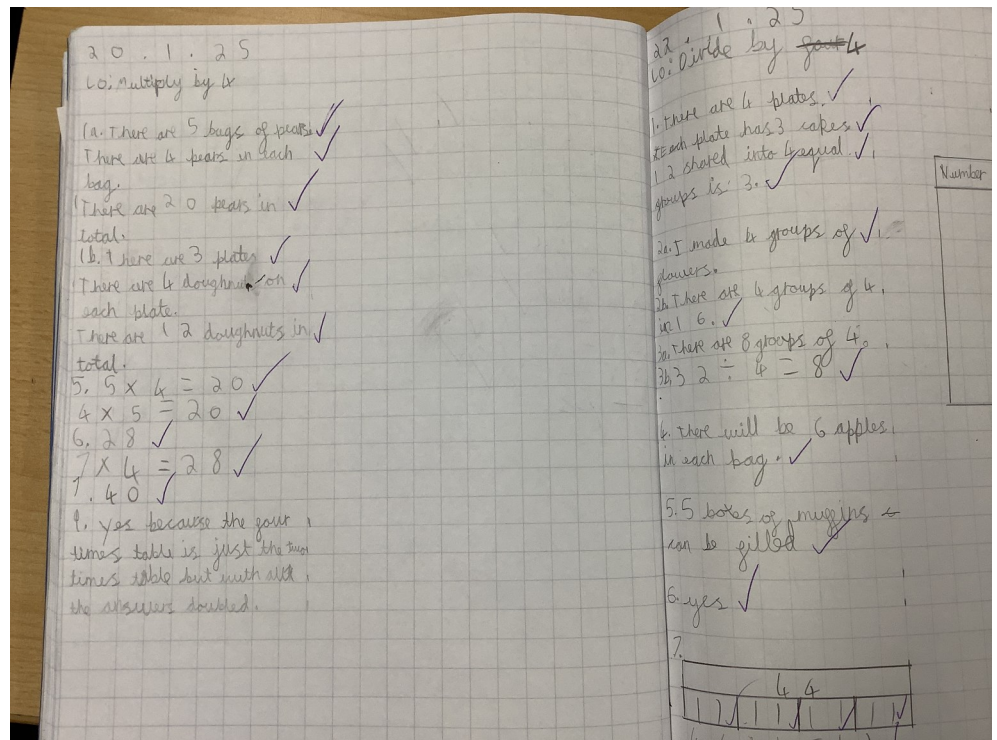 20.1.25
LO: Multiply by 4
1a. There are 5 bags of pears.
There are 4 pears in each
bag.
There are 20 pears in
total.
1b. There are 3 plates
There are 4 doughnuts on
each plate.
There are 12 doughnuts in
total.
5. 5 x 4 = 20
4 x 5 = 20
6. 28
7 x 4 = 28
7. 40
9. yes because the four
times table is just the two
times table but with all
the answers doubled.
22.1.25
LO: Divide by 4
1. There are 4 plates.
Each plate has 3 cakes
12 shared into 4 equal
groups is 3.
2a. I made 4 groups of
flowers.
2b. There are 4 groups of 4
in 16.
3a. There are 8 groups of 4.
3b. 32 ÷ 4 = 8
4. There will be 6 apples
in each bag.
5. 5 boxes of muffins
can be filled
6. yes
7.
44
11 11 11 11
Number